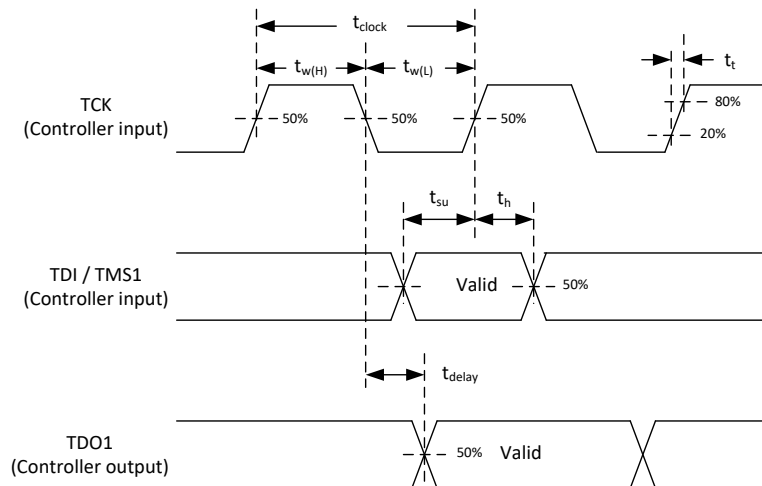 t_clock
t_w(H) t_w(L) t_t
TCK
(Controller input)
50% 50% 50% 80%
20%
t_su t_h
TDI / TMS1
(Controller input)
Valid 50%
t_delay
TDO1
(Controller output)
50% Valid